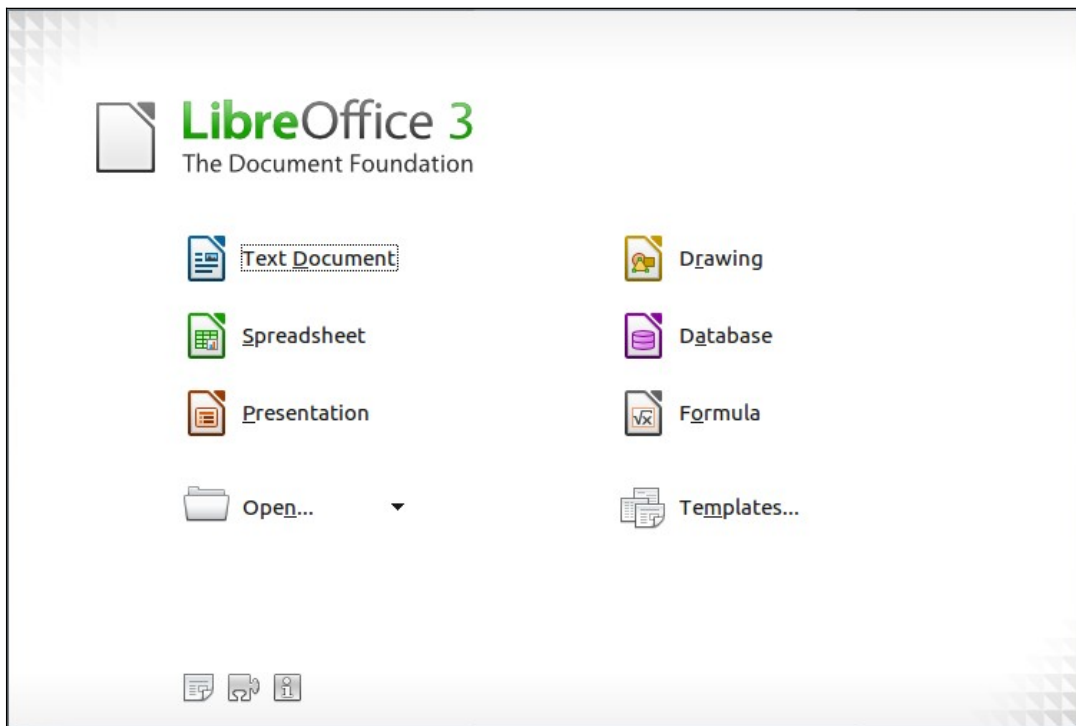 LibreOffice 3
The Document Foundation
Text Document
Drawing
Spreadsheet
Database
Presentation
Formula
Open...
Templates...